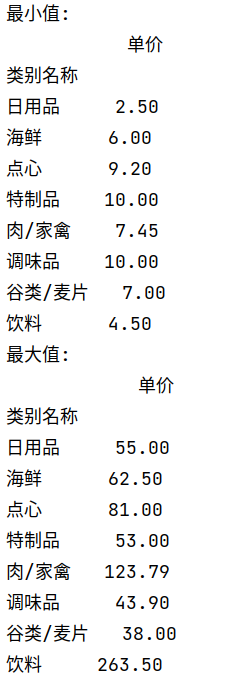 最小值:
单价
类别名称
日用品 2.50
海鲜 6.00
点心 9.20
特制品 10.00
肉/家禽 7.45
调味品 10.00
谷类/麦片 7.00
饮料 4.50
最大值:
单价
类别名称
日用品 55.00
海鲜 62.50
点心 81.00
特制品 53.00
肉/家禽 123.79
调味品 43.90
谷类/麦片 38.00
饮料 263.50